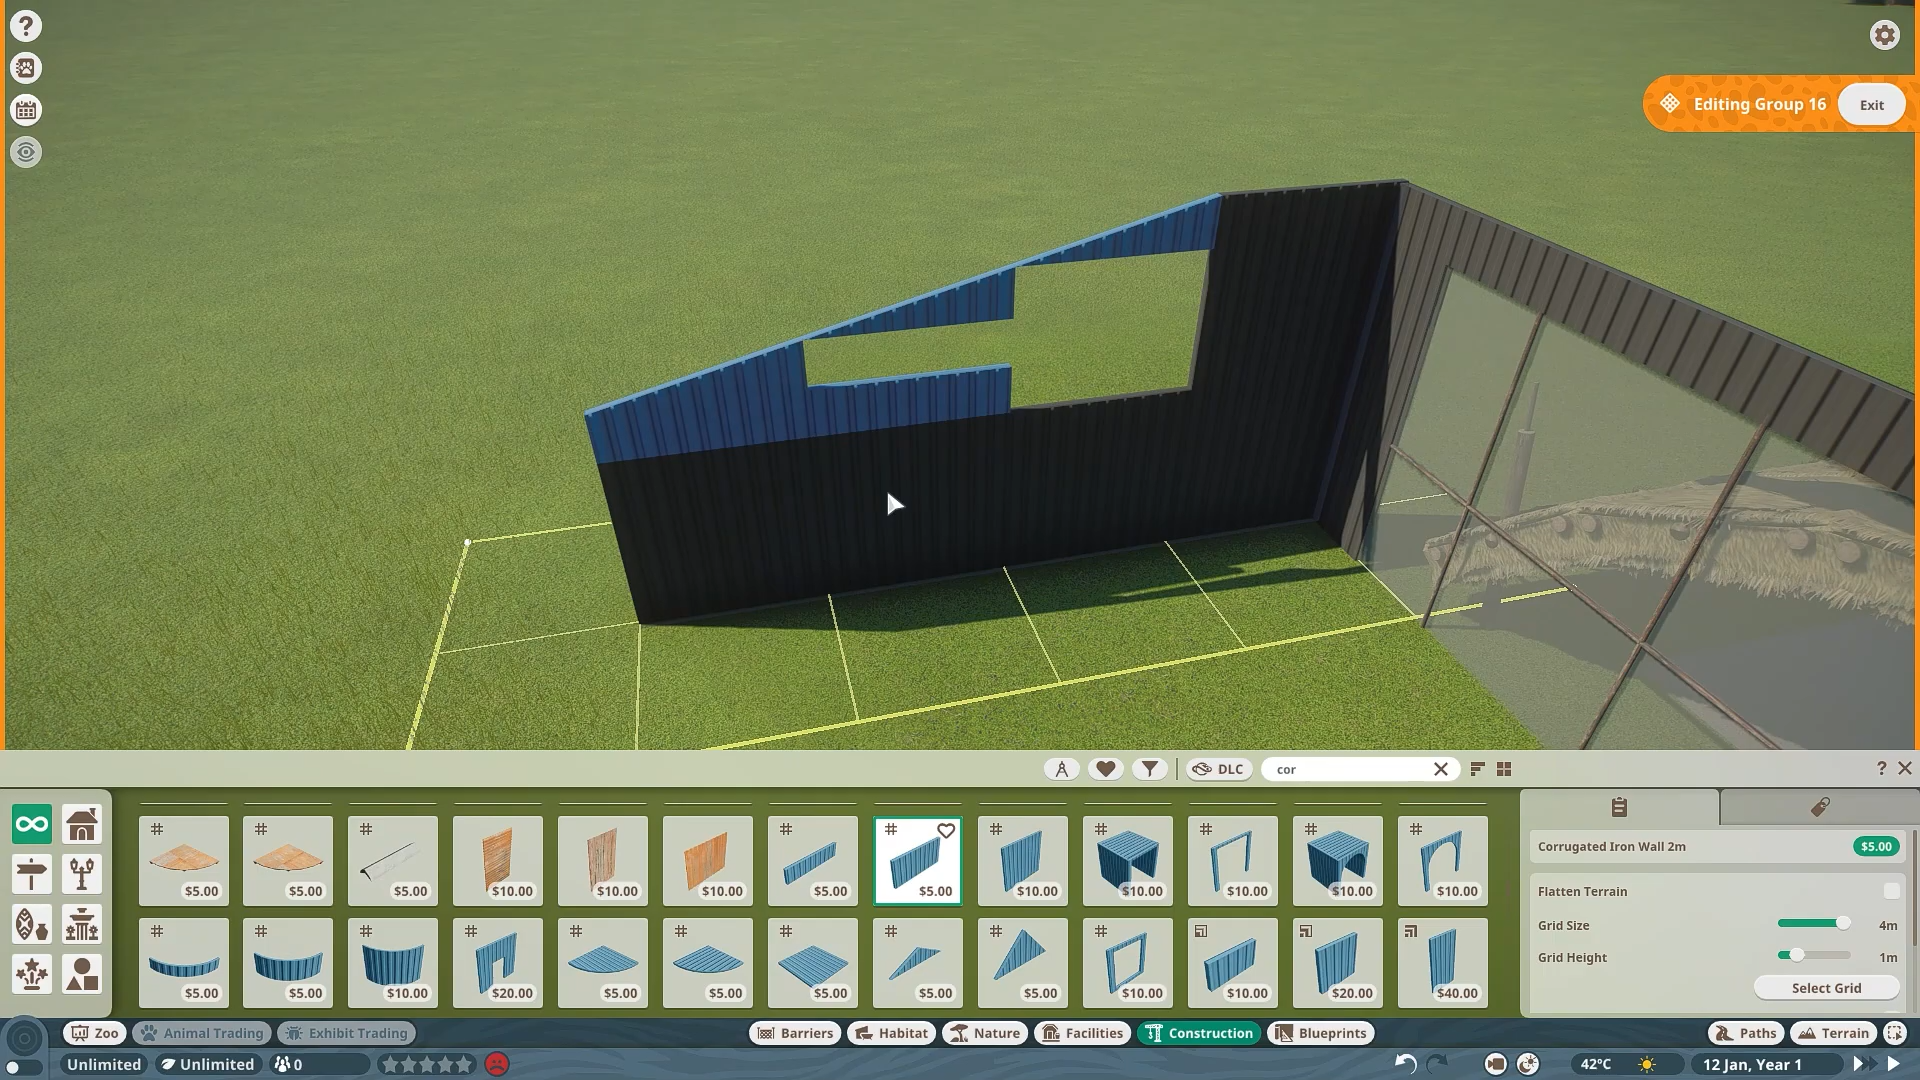 ?
Editing Group 16
Exit
DLC
cor
?
$5.00
$5.00
$5.00
$10.00
$10.00
$10.00
$5.00
$5.00
$10.00
$10.00
$10.00
$10.00
$10.00
$5.00
$5.00
$10.00
$20.00
$5.00
$5.00
$5.00
$5.00
$5.00
$10.00
$10.00
$20.00
$40.00
Corrugated Iron Wall 2m
$5.00
Flatten Terrain
Grid Size
4m
Grid Height
1m
Select Grid
Zoo
Animal Trading
Exhibit Trading
Barriers
Habitat
Nature
Facilities
Construction
Blueprints
Paths
Terrain
Unlimited
Unlimited
0
42°C
12 Jan, Year 1